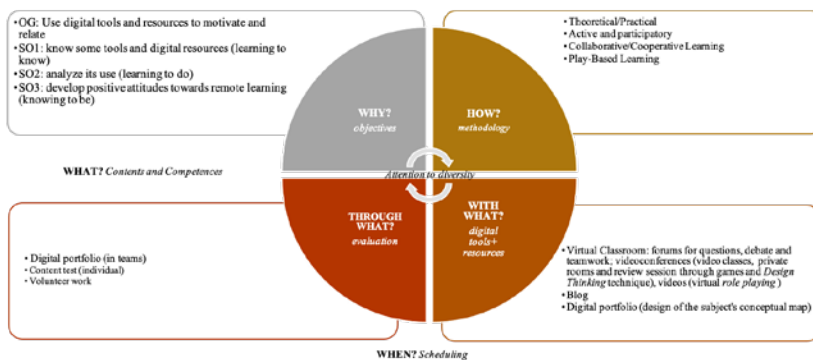 •OG: Use digital tools and resources to motivate and
relate
•SO1: know some tools and digital resources (learning to
know)
•SO2: analyze its use (learning to do)
•SO3: develop positive attitudes towards remote learning
(knowing to be)
•Theoretical/Practical
•Active and participatory
•Collaborative/Cooperative Learning
•Play-Based Learning
WHY?
objectives
HOW?
methodology
WHAT? Contents and Competences
Attention to diversity
THROUGH
WHAT?
evaluation
WITH
WHAT?
digital
tools+
resources
•Digital portfolio (in teams)
•Content test (individual)
•Volunteer work
•Virtual Classroom: forums for questions, debate and
teamwork; videoconferences (video classes, private
rooms and review session through games and Design
Thinking technique), videos (virtual role playing )
•Blog
•Digital portfolio (design of the subject's conceptual map)
WHEN? Scheduling